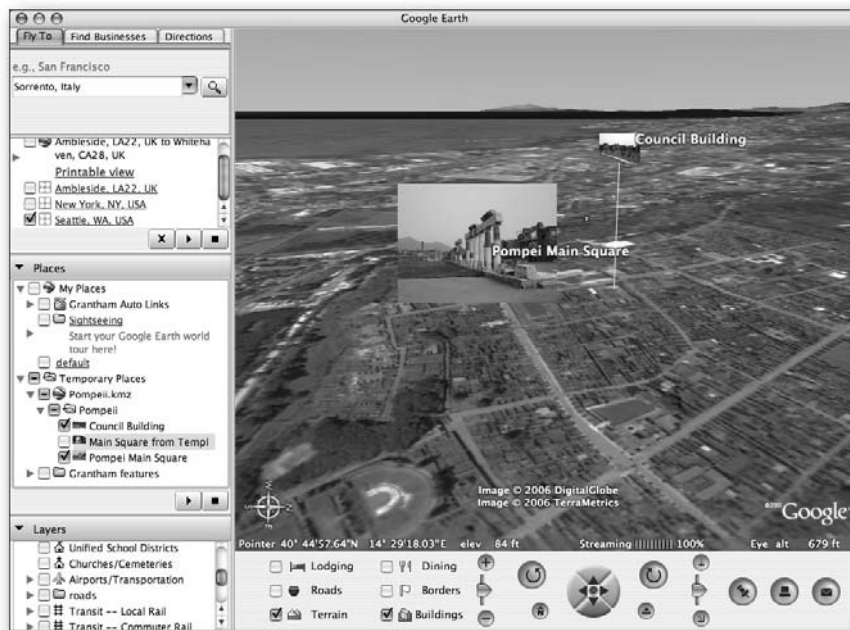 Google Earth
Fly To
Find Businesses
Directions
e.g., San Francisco
Sorrento, Italy
Ambleside, LA22, UK to Whiteha
ven, CA28, UK
Printable view
Ambleside, LA22, UK
New York, NY, USA
Seattle, WA, USA
Places
My Places
Grantham Auto Links
Sightseeing
Start your Google Earth world
tour here!
default
Temporary Places
Pompeii.kmz
Pompeii
Council Building
Main Square from Templ
Pompei Main Square
Grantham features
Layers
Unified School Districts
Churches/Cemeteries
Airports/Transportation
roads
Transit -- Local Rail
Transit -- Commuter Rail
Council Building
Pompei Main Square
W
N
S
E
Image © 2006 DigitalGlobe
Image © 2006 TerraMetrics
Google
Pointer 40° 44'57.64"N 14° 29'18.03"E elev 84 ft
Streaming |||||||||| 100%
Eye alt 679 ft
Lodging
Dining
Roads
Borders
Terrain
Buildings